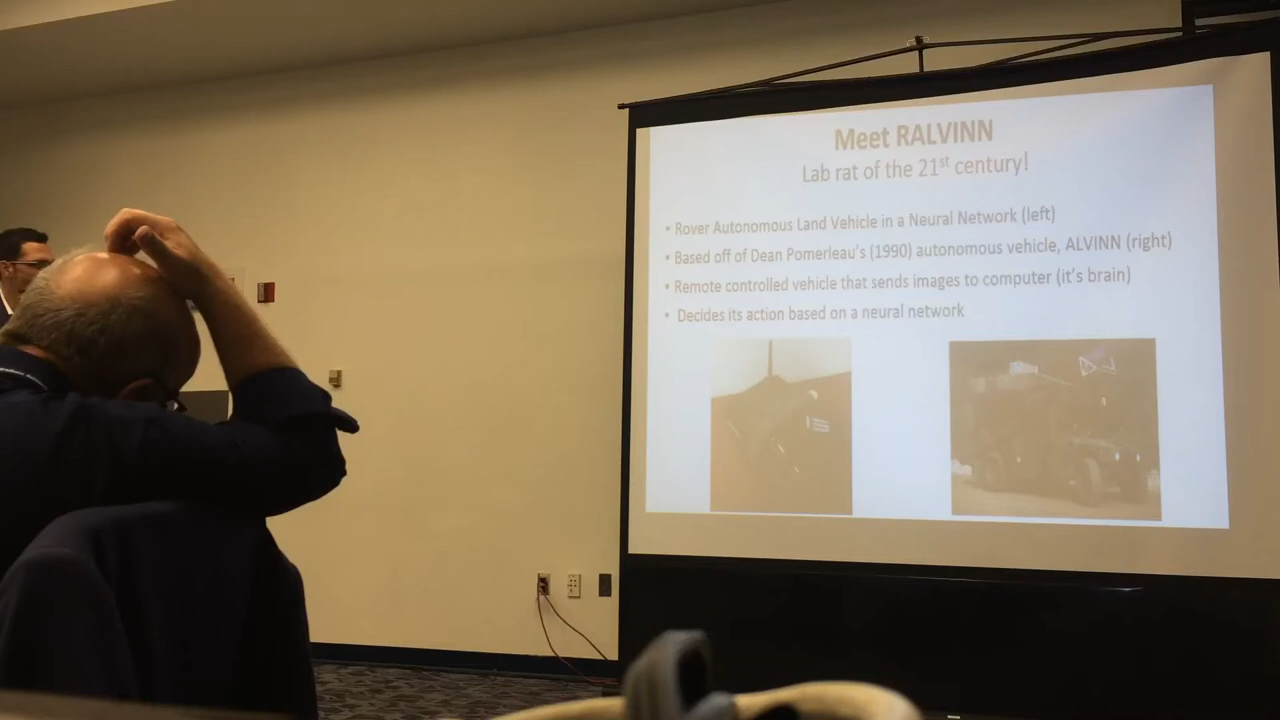 Meet RALVINN
Lab rat of the 21st century!
• Rover Autonomous Land Vehicle in a Neural Network (left)
• Based off of Dean Pomerleau's (1990) autonomous vehicle, ALVINN (right)
• Remote controlled vehicle that sends images to computer (it's brain)
• Decides its action based on a neural network